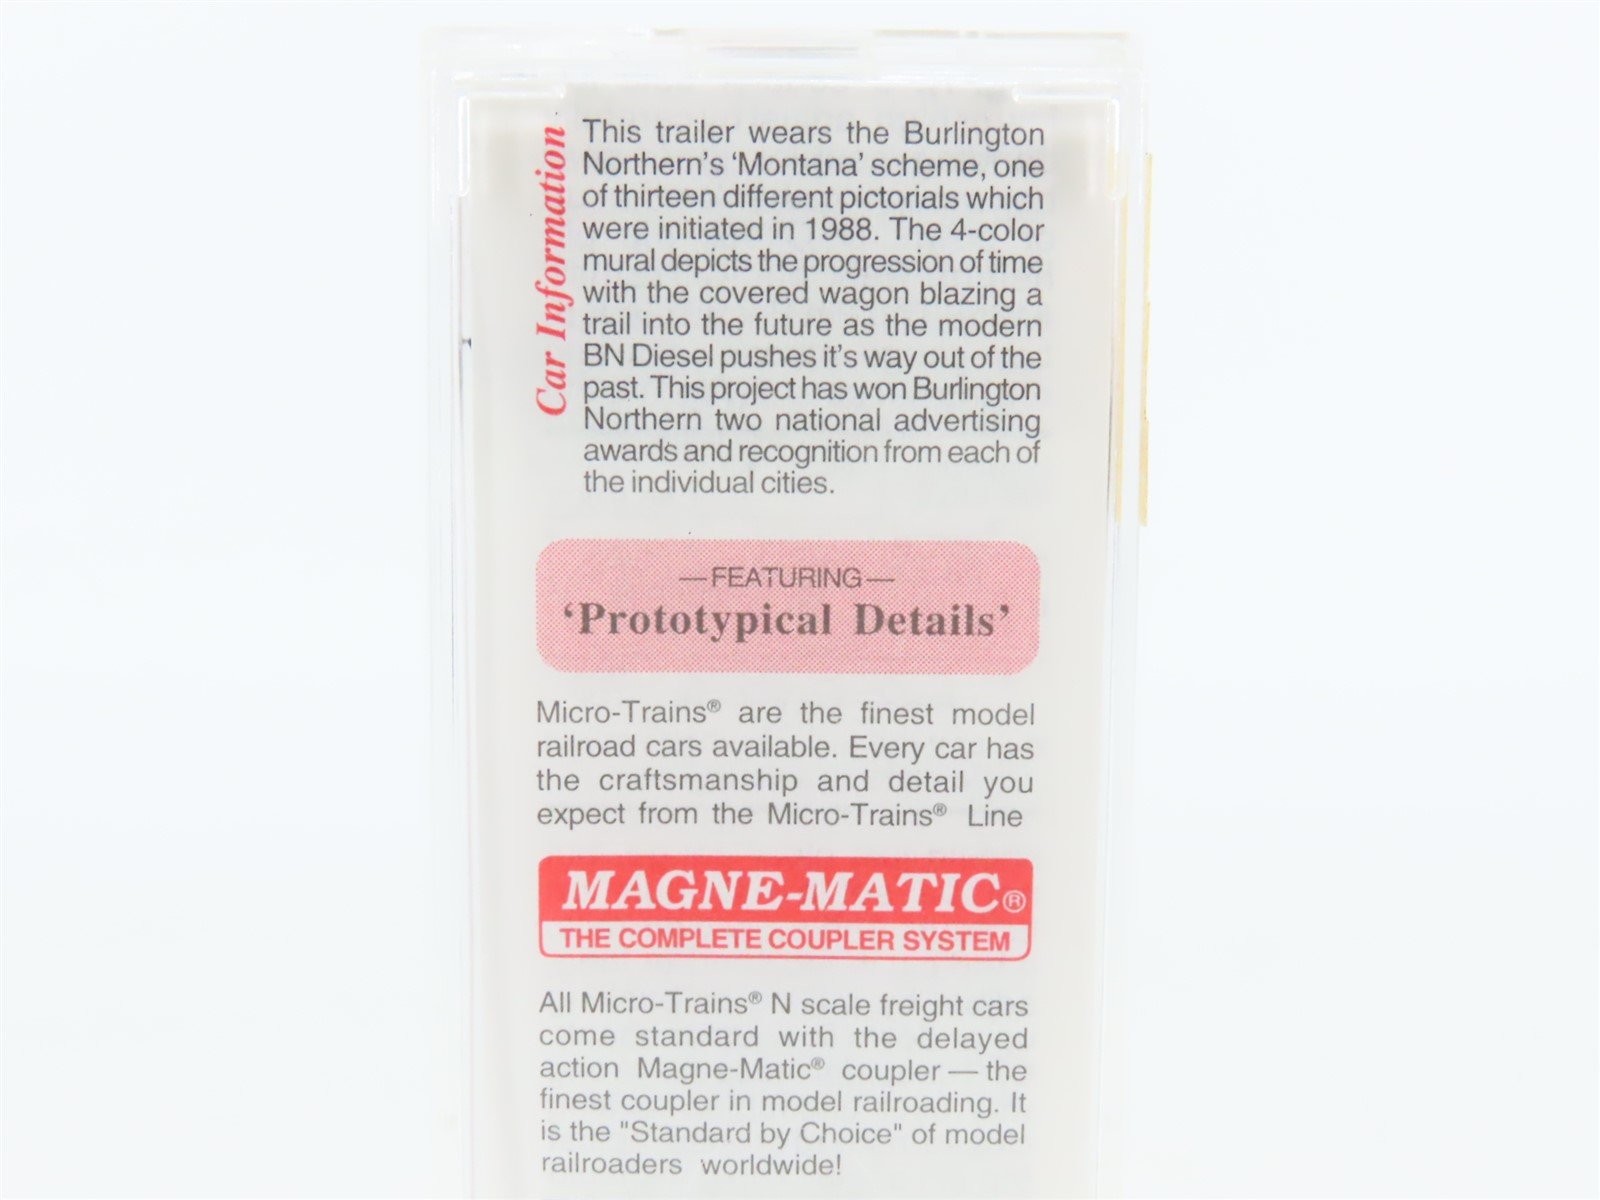 Car Information
This trailer wears the Burlington
Northern's 'Montana' scheme, one
of thirteen different pictorials which
were initiated in 1988. The 4-color
mural depicts the progression of time
with the covered wagon blazing a
trail into the future as the modern
BN Diesel pushes it's way out of the
past. This project has won Burlington
Northern two national advertising
awards and recognition from each of
the individual cities.
—FEATURING—
'Prototypical Details'
Micro-Trains® are the finest model
railroad cars available. Every car has
the craftsmanship and detail you
expect from the Micro-Trains® Line
MAGNE-MATIC®
THE COMPLETE COUPLER SYSTEM
All Micro-Trains® N scale freight cars
come standard with the delayed
action Magne-Matic® coupler — the
finest coupler in model railroading. It
is the "Standard by Choice" of model
railroaders worldwide!